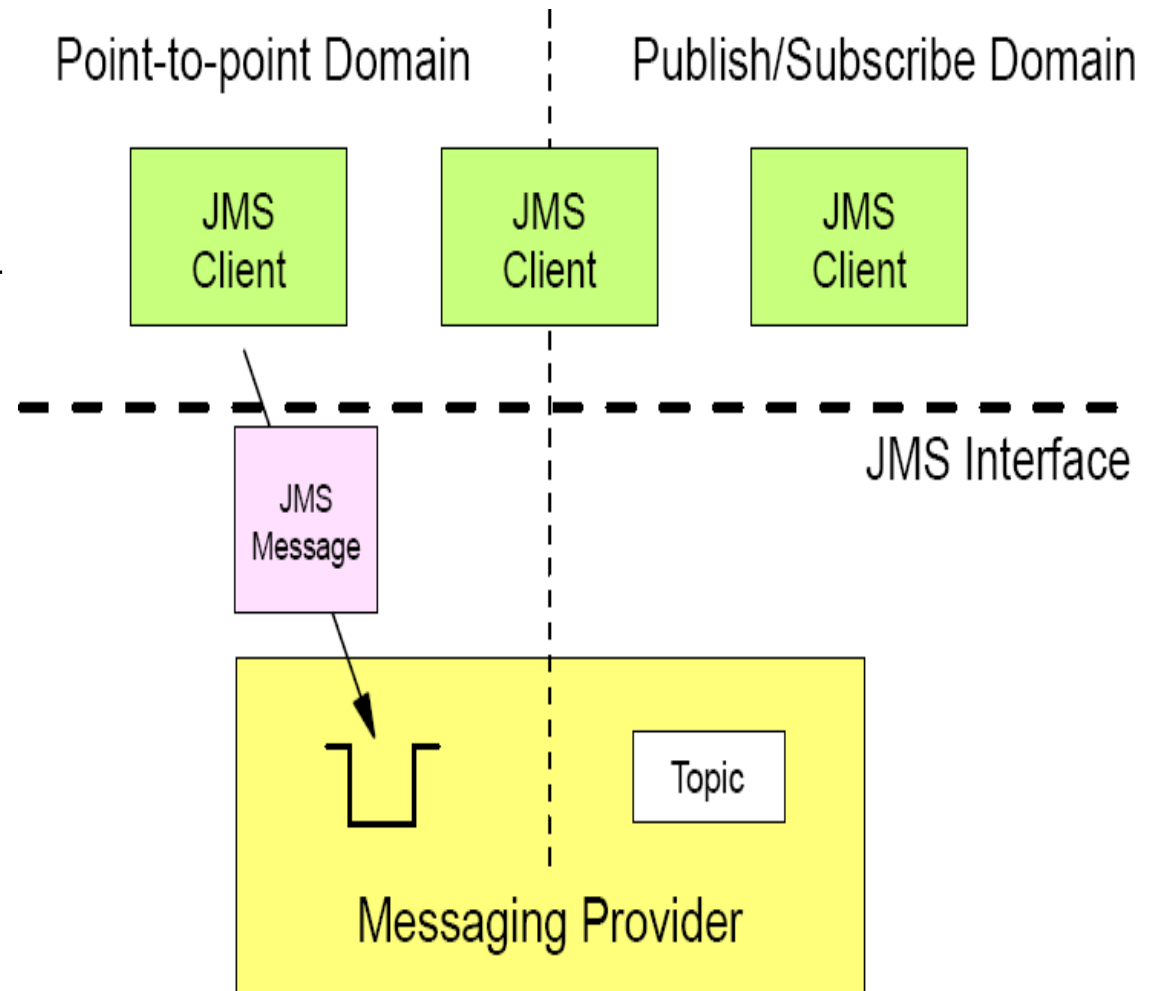 Point-to-point Domain
Publish/Subscribe Domain
JMS
Client
JMS
Client
JMS
Client
JMS Interface
JMS
Message
Topic
Messaging Provider